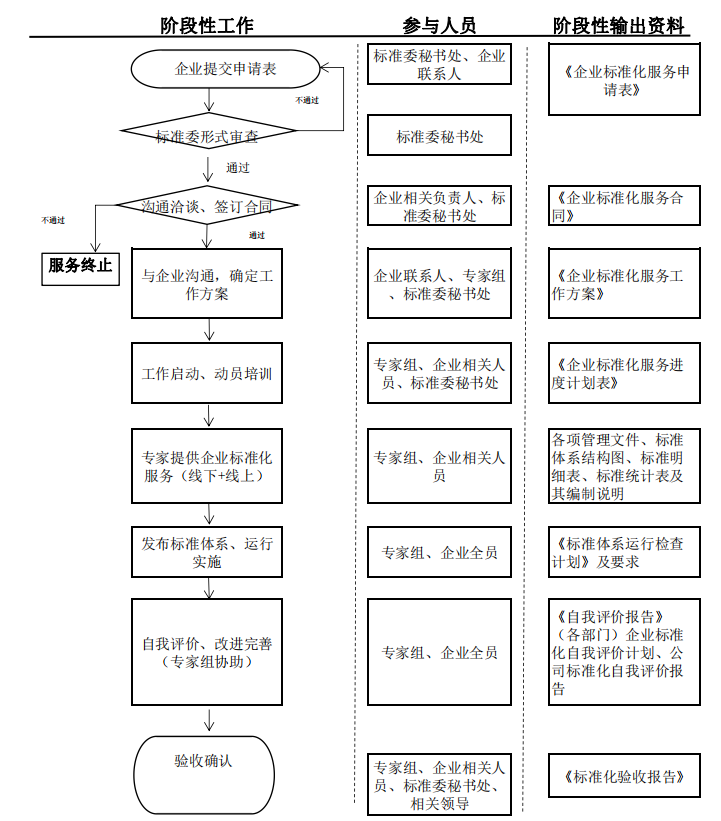 阶段性工作 参与人员 阶段性输出资料
企业提交申请表
标准委秘书处、企业
联系人
《企业标准化服务申
请表》
不通过
标准委形式审查
标准委秘书处
通过
沟通洽谈、签订合同
企业相关负责人、标
准委秘书处
《企业标准化服务合
同》
不通过
通过
服务终止
与企业沟通，确定工
作方案
企业联系人、专家组
、标准委秘书处
《企业标准化服务工
作方案》
工作启动、动员培训
专家组、企业相关人
员、标准委秘书处
《企业标准化服务进
度计划表》
专家提供企业标准化
服务（线下+线上）
专家组、企业相关人
员
各项管理文件、标准
体系结构图、标准明
细表、标准统计表及
其编制说明
发布标准体系、运行
实施
专家组、企业全员
《标准体系运行检查
计划》及要求
自我评价、改进完善
（专家组协助）
专家组、企业全员
《自我评价报告》
（各部门）企业标准
化自我评价计划、公
司标准化自我评价报
告
验收确认
专家组、企业相关人
员、标准委秘书处、
相关领导
《标准化验收报告》